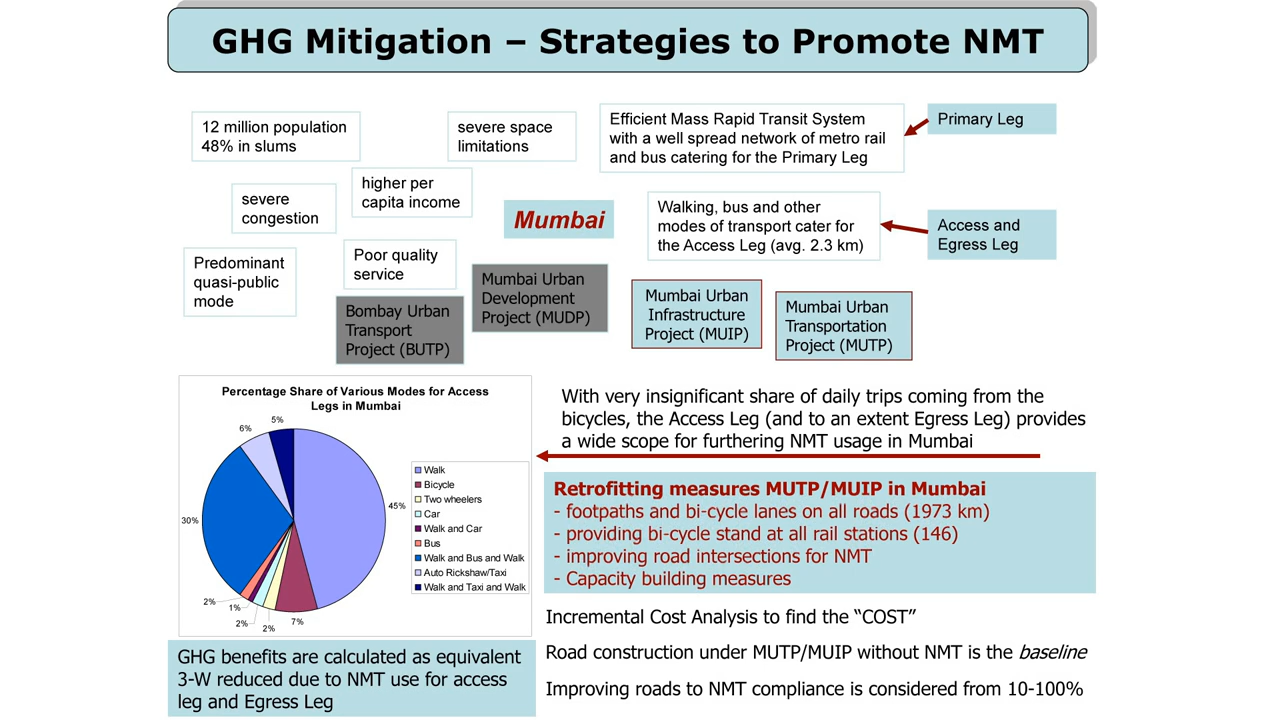 GHG Mitigation – Strategies to Promote NMT
12 million population
48% in slums
severe space
limitations
Efficient Mass Rapid Transit System
with a well spread network of metro rail
and bus catering for the Primary Leg
Primary Leg
higher per
capita income
severe
congestion
Mumbai
Walking, bus and other
modes of transport cater for
the Access Leg (avg. 2.3 km)
Access and
Egress Leg
Predominant
quasi-public
mode
Poor quality
service
Bombay Urban
Transport
Project (BUTP)
Mumbai Urban
Development
Project (MUDP)
Mumbai Urban
Infrastructure
Project (MUIP)
Mumbai Urban
Transportation
Project (MUTP)
Percentage Share of Various Modes for Access
Legs in Mumbai
5%
6%
45%
30%
2%
1%
2%
2%
7%
Walk
Bicycle
Two wheelers
Car
Walk and Car
Bus
Walk and Bus and Walk
Auto Rickshaw/Taxi
Walk and Taxi and Walk
With very insignificant share of daily trips coming from the
bicycles, the Access Leg (and to an extent Egress Leg) provides
a wide scope for furthering NMT usage in Mumbai
Retrofitting measures MUTP/MUIP in Mumbai
- footpaths and bi-cycle lanes on all roads (1973 km)
- providing bi-cycle stand at all rail stations (146)
- improving road intersections for NMT
- Capacity building measures
Incremental Cost Analysis to find the “COST”
Road construction under MUTP/MUIP without NMT is the baseline
Improving roads to NMT compliance is considered from 10-100%
GHG benefits are calculated as equivalent
3-W reduced due to NMT use for access
leg and Egress Leg